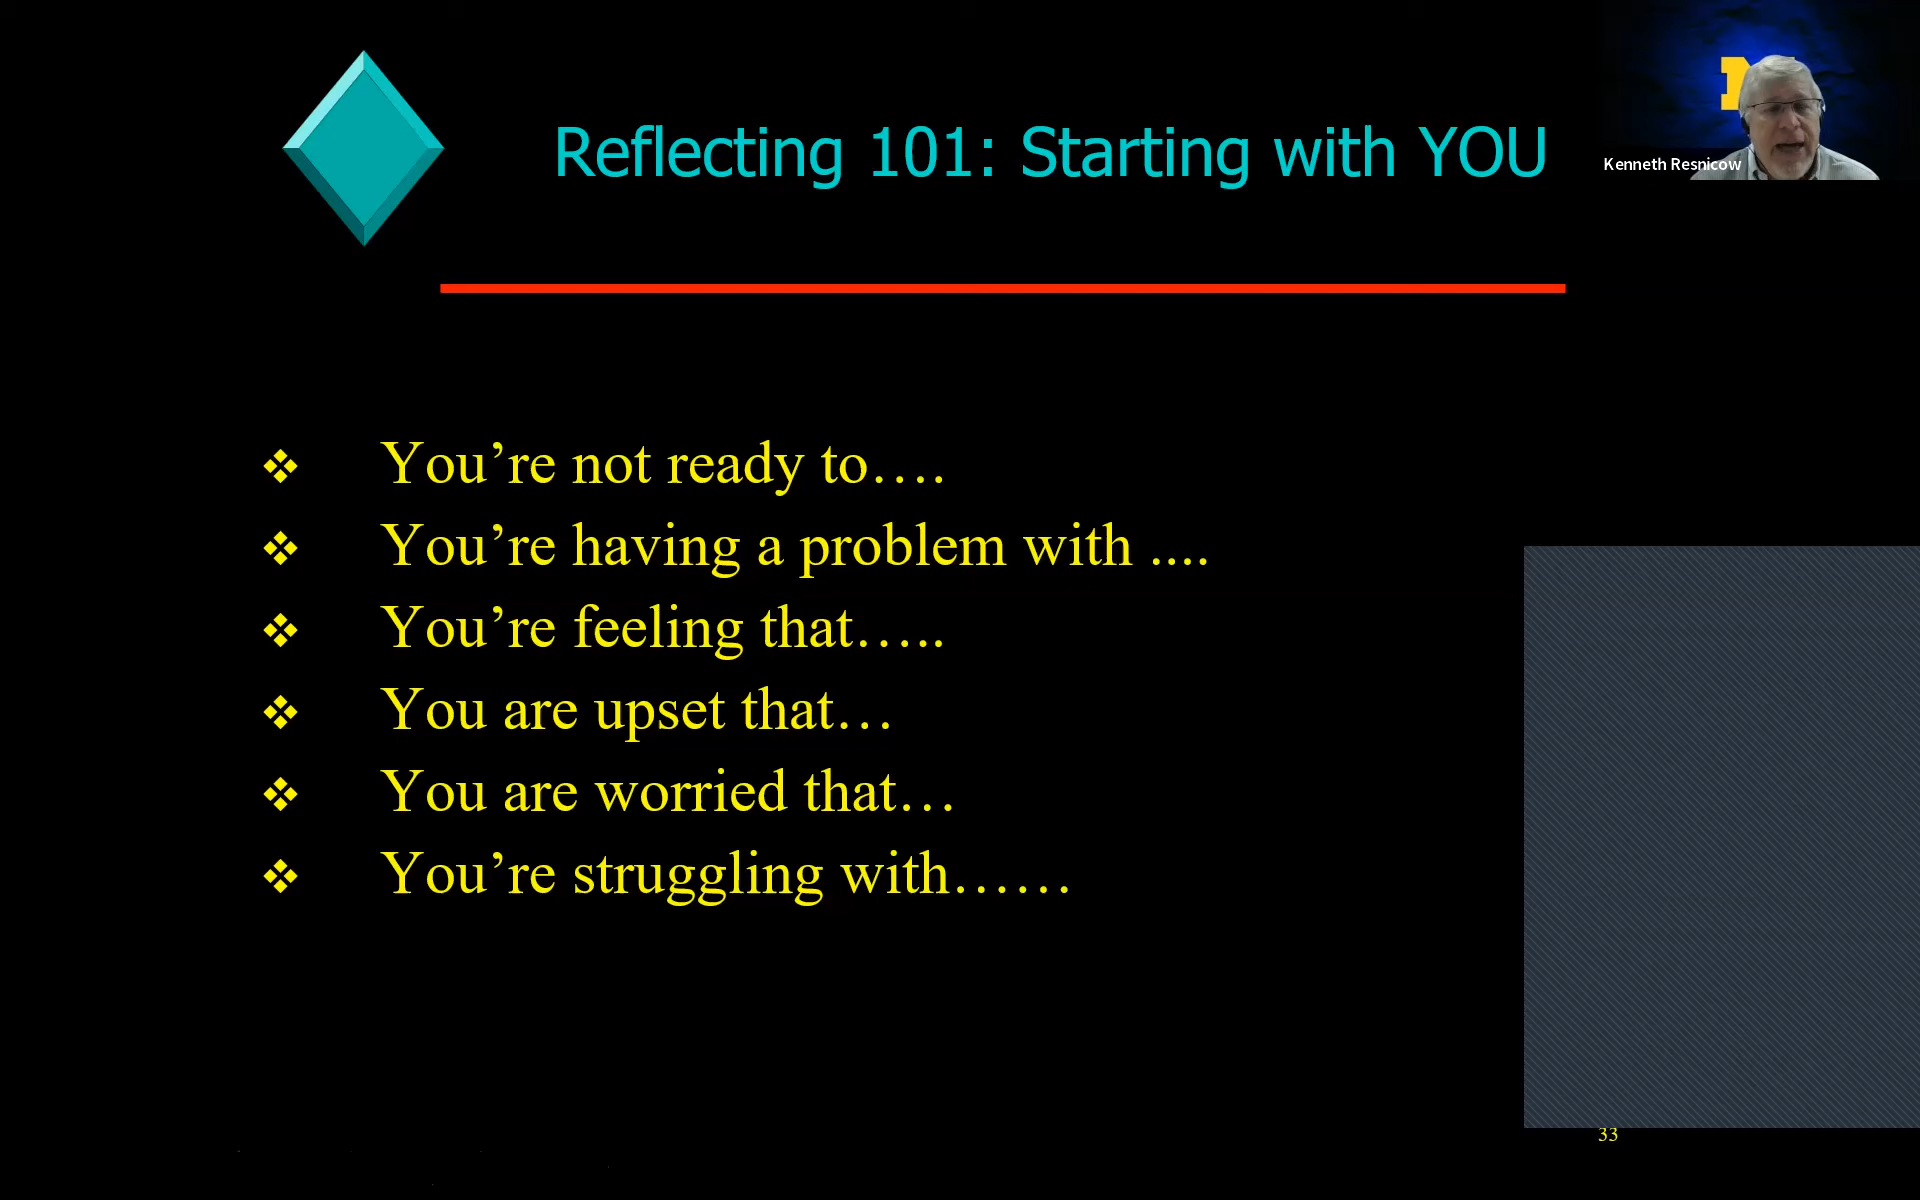 Reflecting 101: Starting with YOU
Kenneth Resnicow
❖ You’re not ready to….
❖ You’re having a problem with ....
❖ You’re feeling that…..
❖ You are upset that…
❖ You are worried that…
❖ You’re struggling with……
33